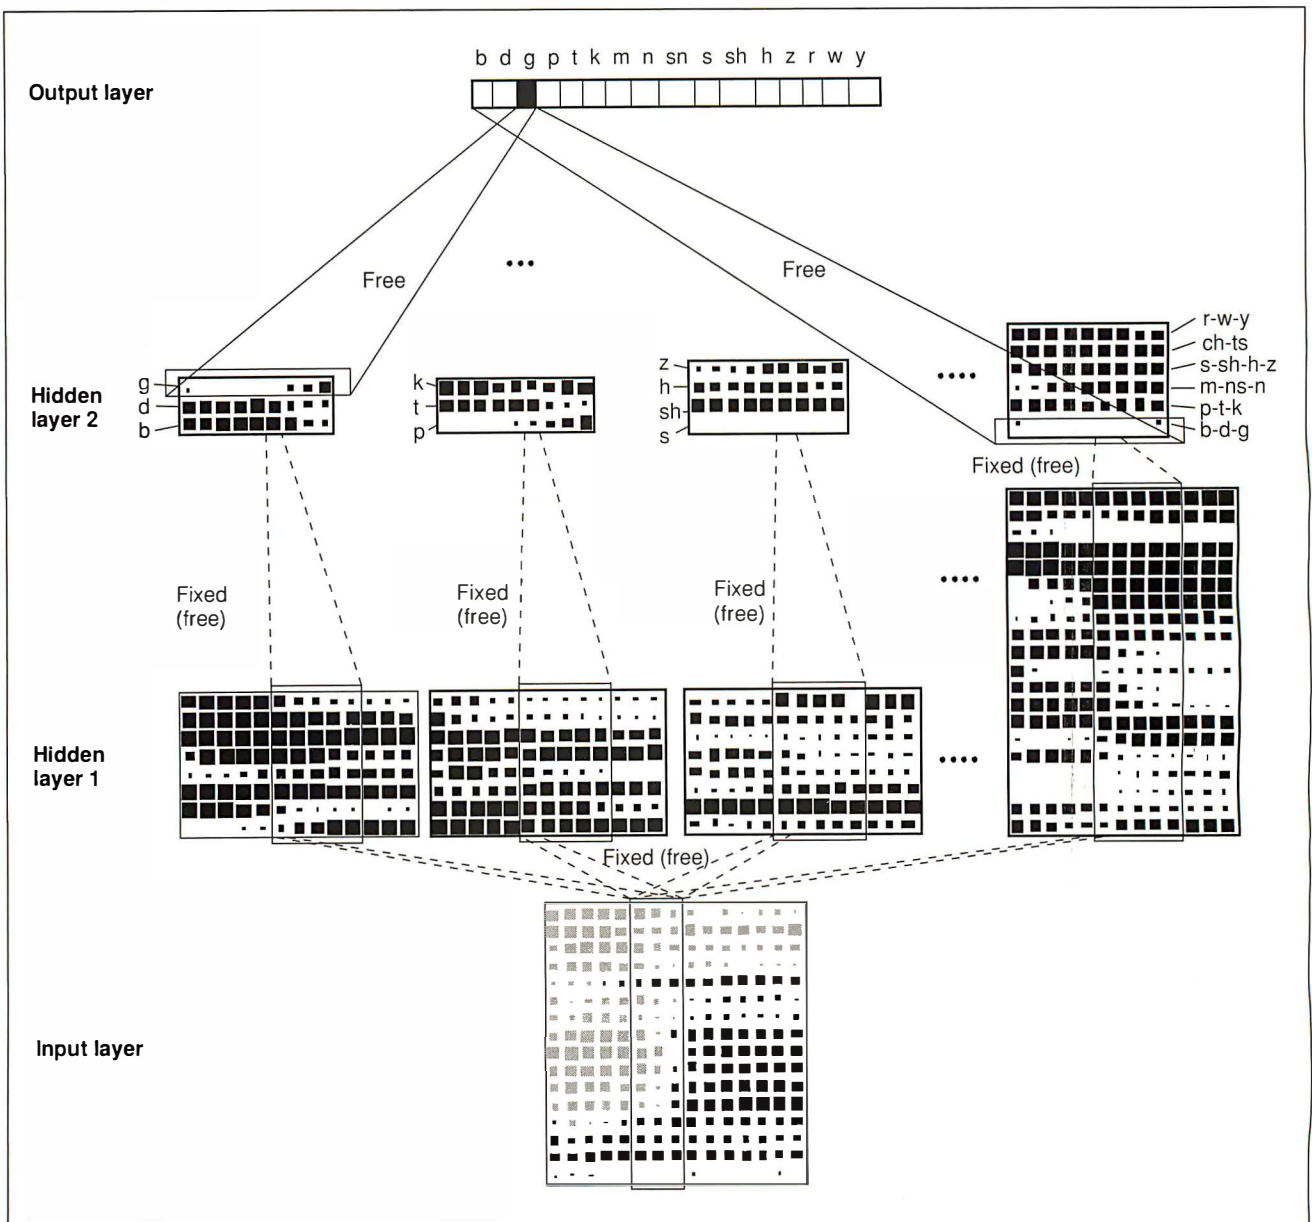 b d g p t k m n sn s sh h z r w y
Output layer
Free
Free
Hidden
layer 2
g
d
b
k
t
p
z
h
sh
s
r-w-y
ch-ts
s-sh-h-z
m-ns-n
p-t-k
b-d-g
Fixed (free)
Fixed
(free)
Fixed
(free)
Fixed
(free)
Hidden
layer 1
Fixed (free)
Input layer